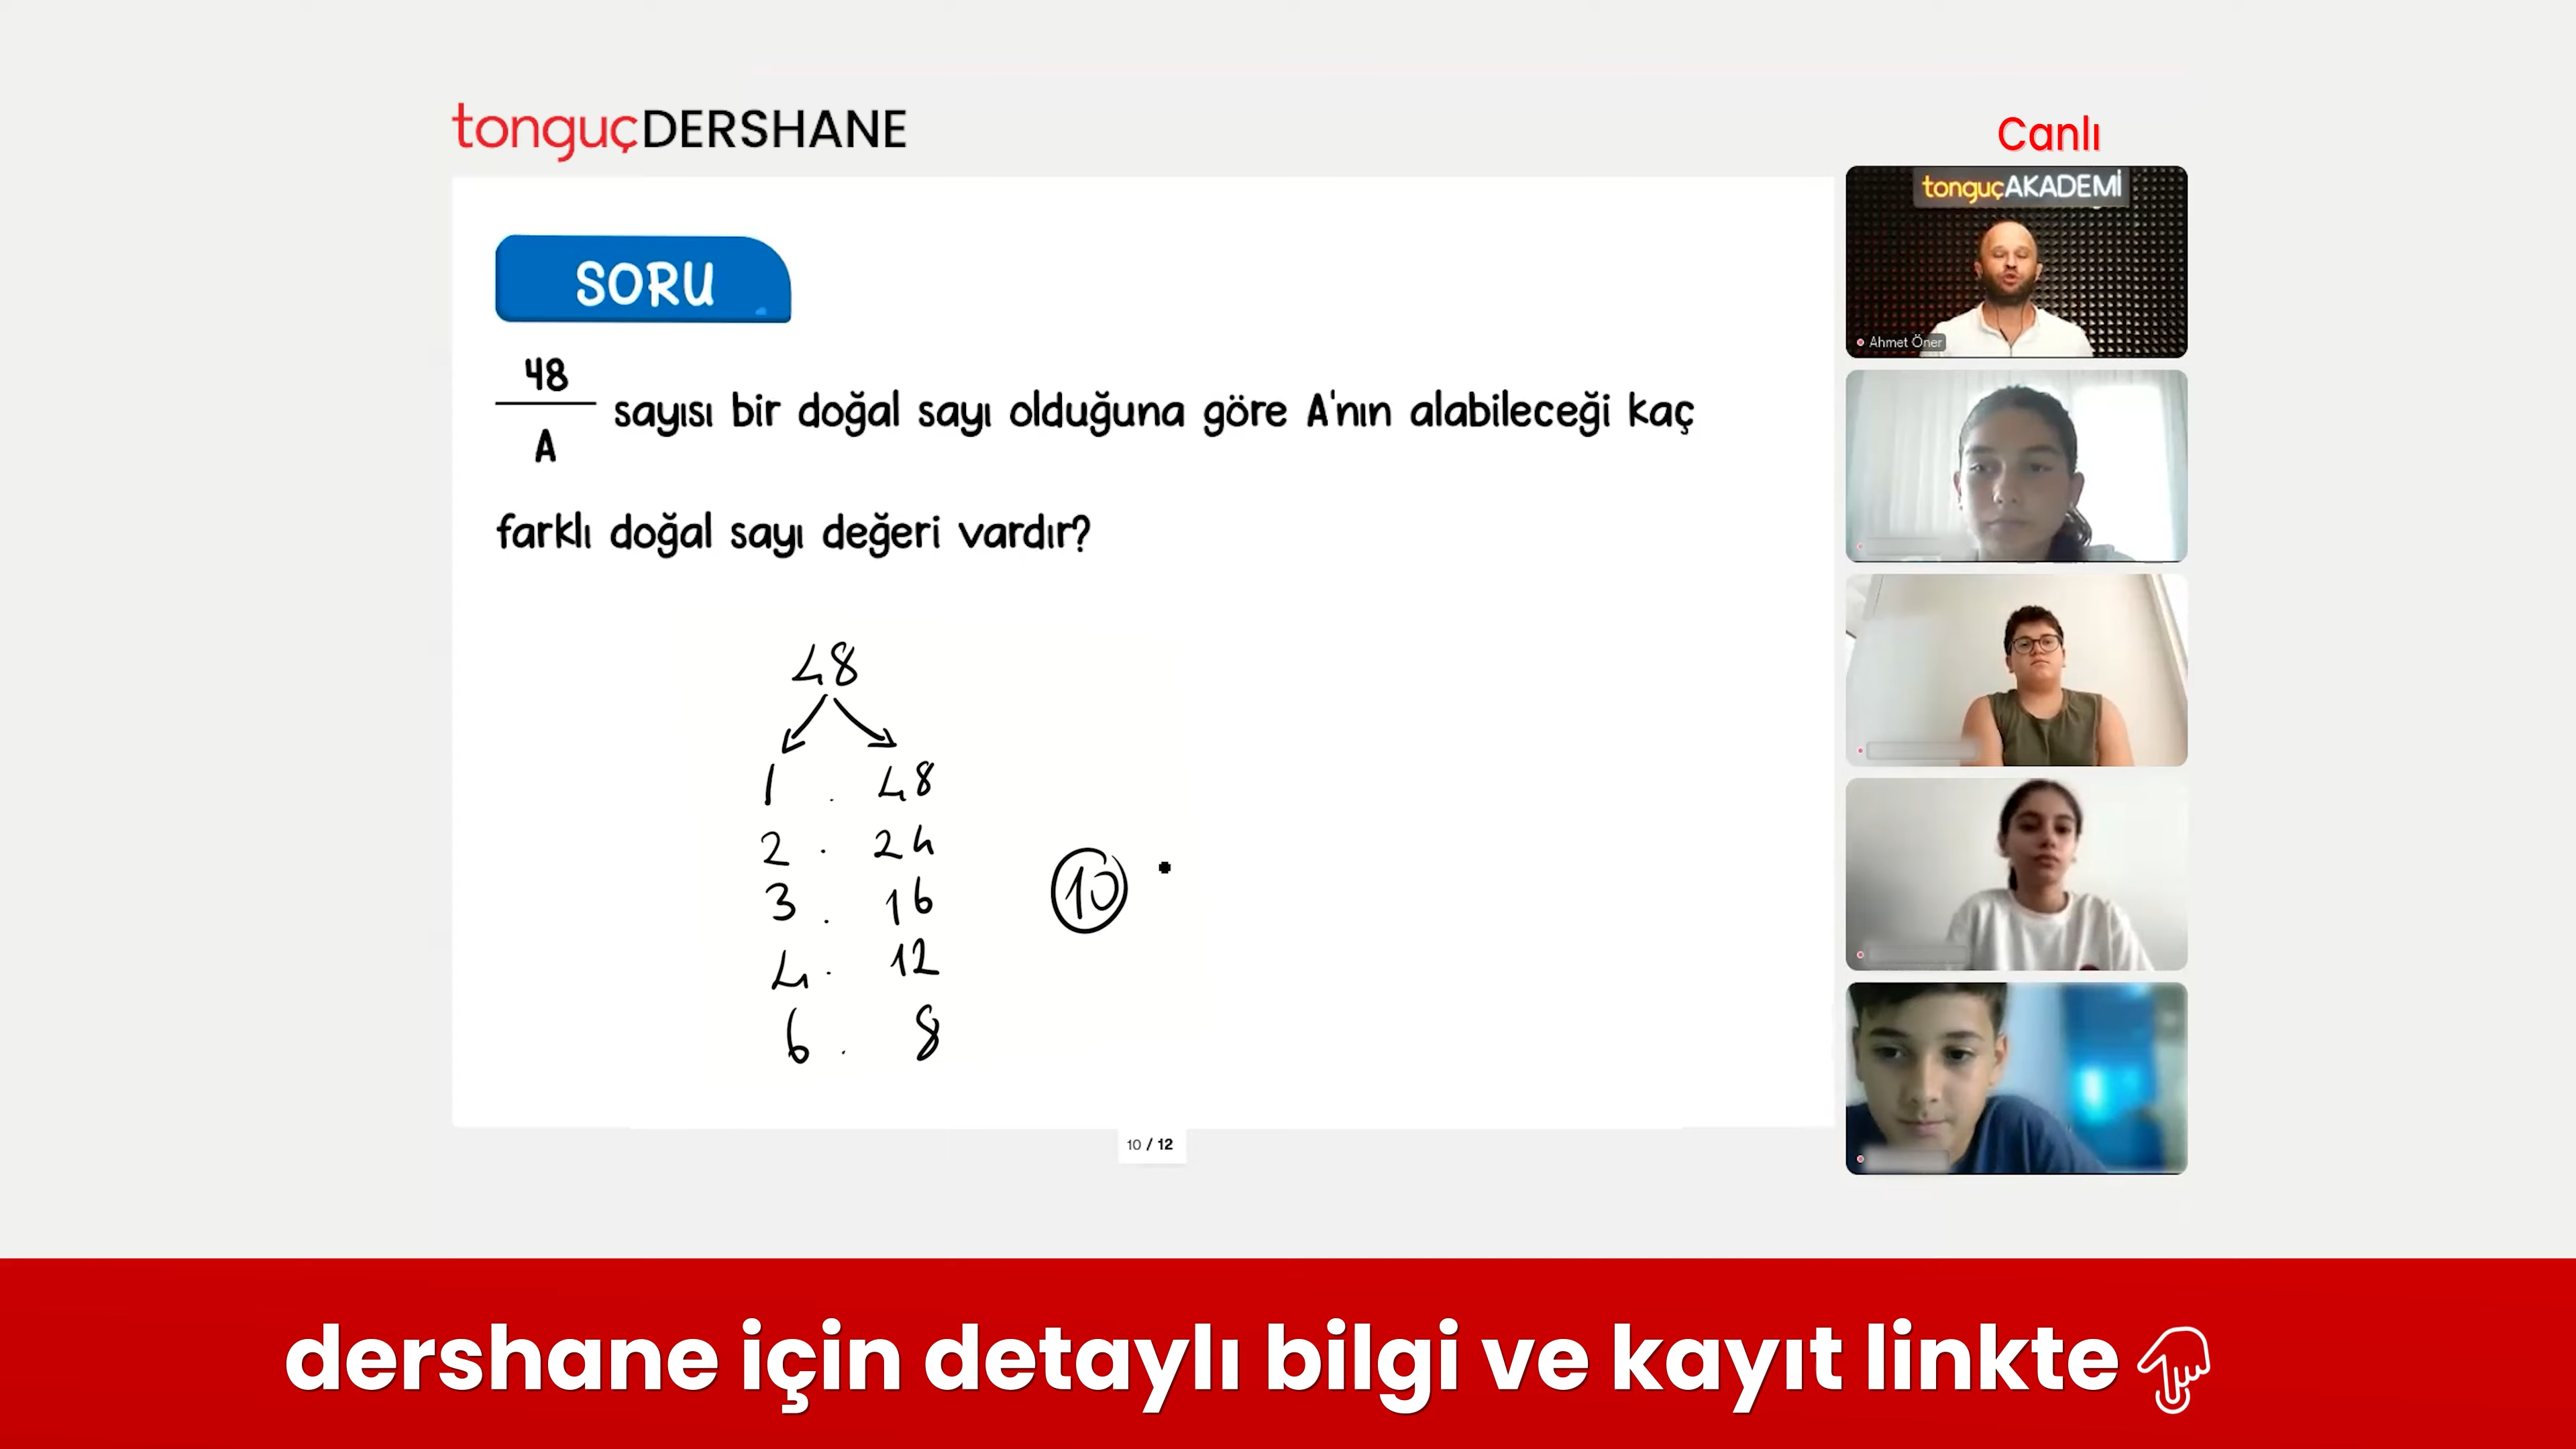 tonguçDERSHANE
Canlı
tonguçAKADEMİ
Ahmet Öner
SORU
48
A
sayısı bir doğal sayı olduğuna göre A'nın alabileceği kaç
farklı doğal sayı değeri vardır?
48
1 . 48
2 . 24
3 . 16
4 . 12
6 . 8
10
10 / 12
dershane için detaylı bilgi ve kayıt linkte